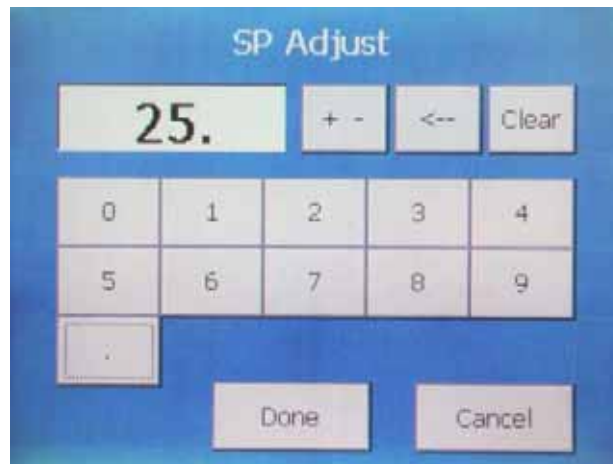 SP Adjust
25. + - <-- Clear
0 1 2 3 4
5 6 7 8 9
.
Done Cancel